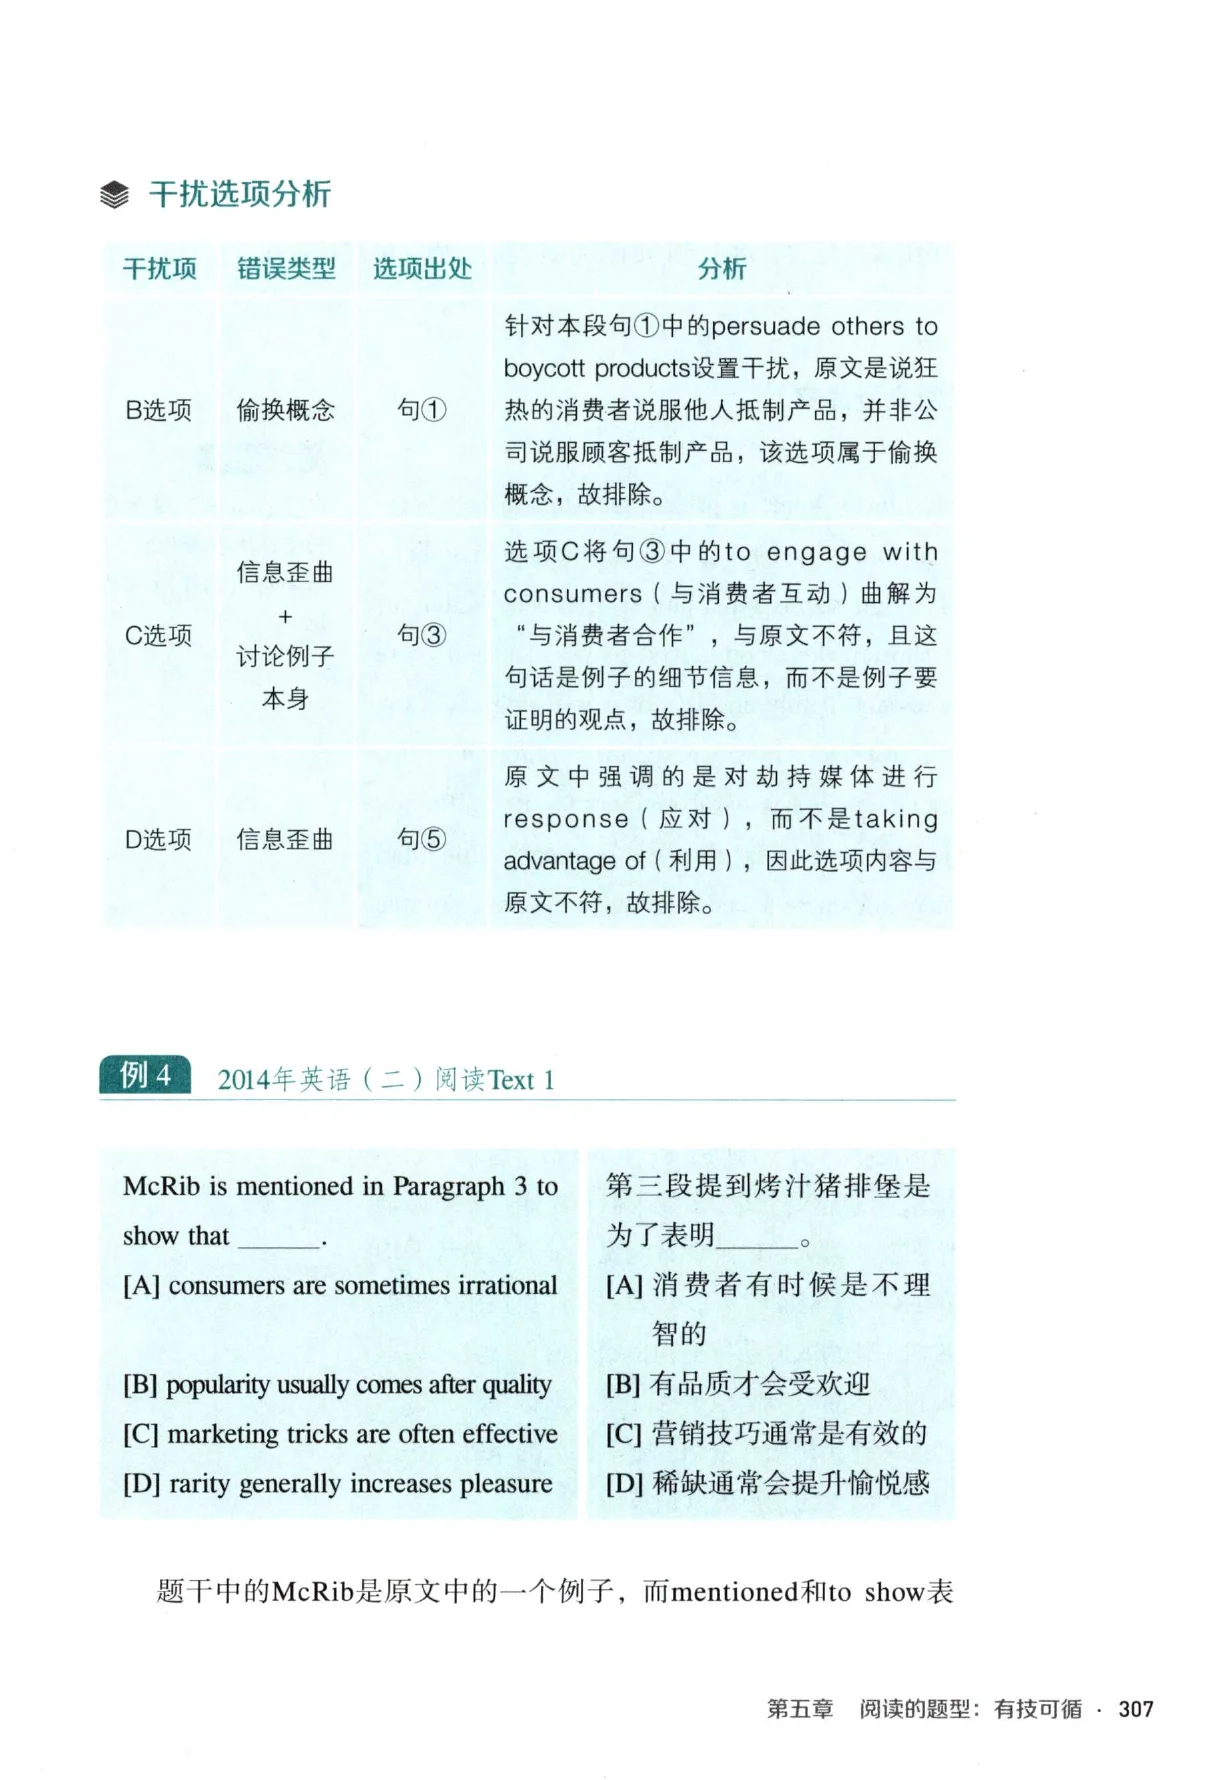 干扰选项分析
干扰项 错误类型 选项出处 分析
针对本段句①中的persuade others to
boycott products设置干扰，原文是说狂
B选项 偷换概念 句① 热的消费者说服他人抵制产品，并非公
司说服顾客抵制产品，该选项属于偷换
概念，故排除。
选项C将句③中的to engage with
信息歪曲
consumers（与消费者互动）曲解为
+
C选项 句③ “与消费者合作”，与原文不符，且这
讨论例子
句话是例子的细节信息，而不是例子要
本身
证明的观点，故排除。
原文中强调的是对劫持媒体进行
response（应对），而不是taking
D选项 信息歪曲 句⑤
advantage of（利用），因此选项内容与
原文不符，故排除。
例4 2014年英语（二）阅读Text 1
McRib is mentioned in Paragraph 3 to
show that ______.
[A] consumers are sometimes irrational
[B] popularity usually comes after quality
[C] marketing tricks are often effective
[D] rarity generally increases pleasure
第三段提到烤汁猪排堡是
为了表明______。
[A] 消费者有时候是不理
智的
[B] 有品质才会受欢迎
[C] 营销技巧通常是有效的
[D] 稀缺通常会提升愉悦感
题干中的McRib是原文中的一个例子，而mentioned和to show表
第五章 阅读的题型：有技可循 · 307